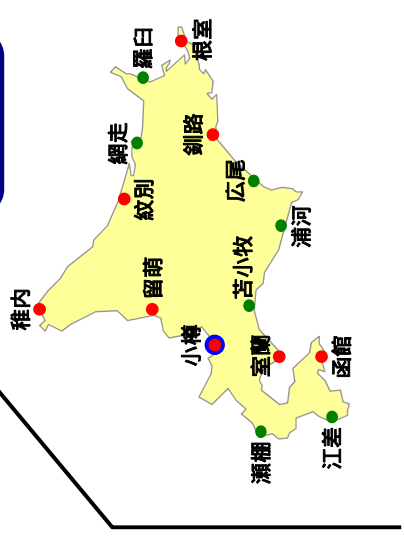 稚内
留萌
小樽
紋別
網走
羅臼
根室
釧路
広尾
浦河
苫小牧
室蘭
函館
江差
瀬棚